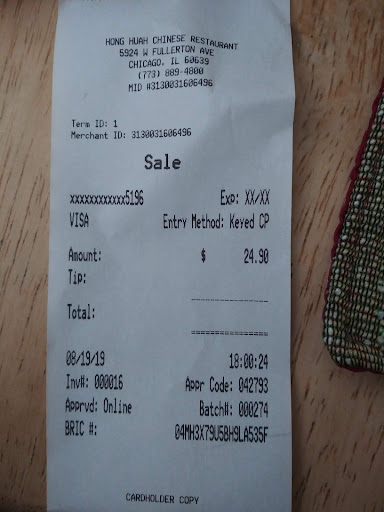 HONG HUAH CHINESE RESTAURANT
5924 W FULLERTON AVE
CHICAGO, IL 60639
(773) 889-4800
MID #3130031606496
Term ID: 1
Merchant ID: 3130031606496
Sale
xxxxxxxxxxxx5196 Exp: XX/XX
VISA Entry Method: Keyed CP
Amount: $ 24.90
Tip:
Total:
08/19/19 18:00:24
Inv#: 000016 Appr Code: 042793
Apprvd: Online Batch#: 000274
BRIC #: 04MH3X79U5BH9LA535F
CARDHOLDER COPY